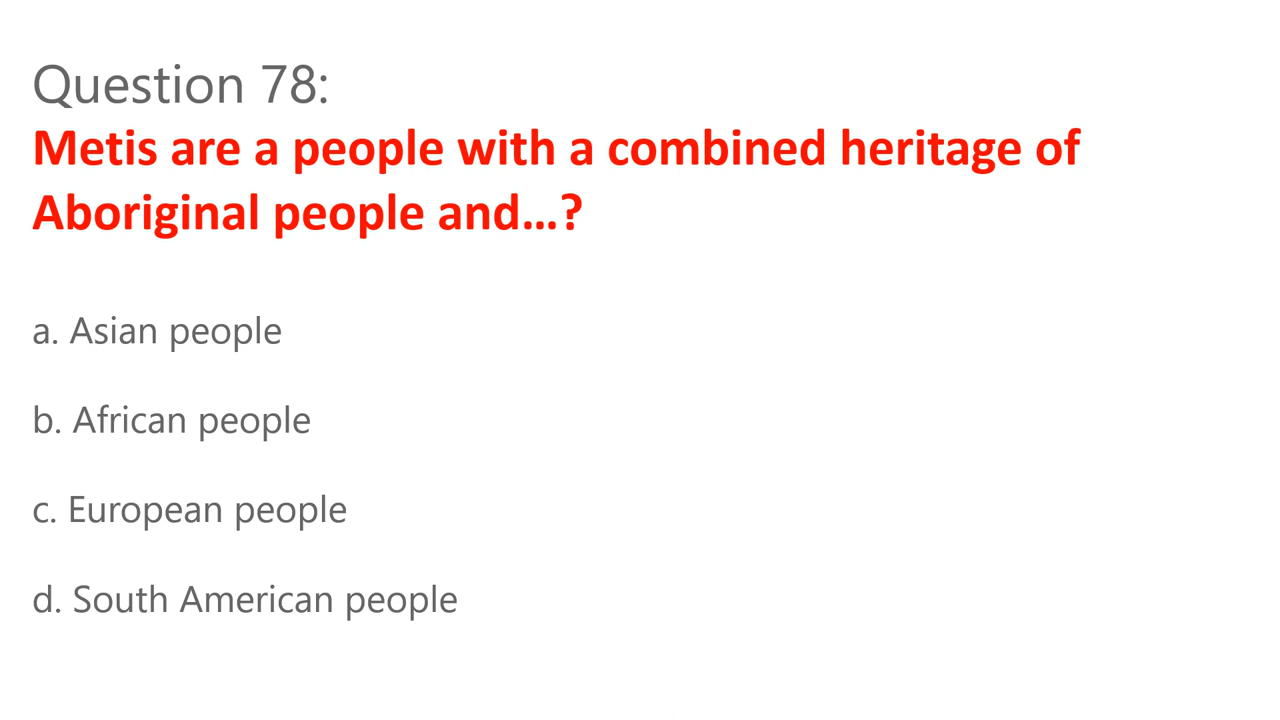 Question 78:
Metis are a people with a combined heritage of
Aboriginal people and...?
a. Asian people
b. African people
c. European people
d. South American people